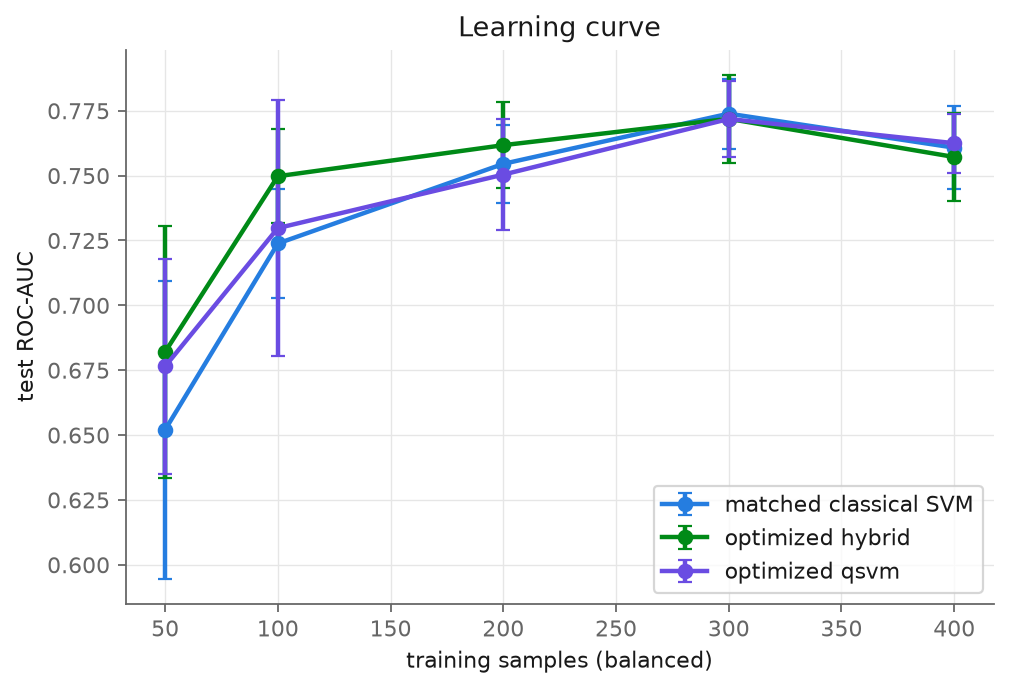 Learning curve
test ROC-AUC
0.775
0.750
0.725
0.700
0.675
0.650
0.625
0.600
matched classical SVM
optimized hybrid
optimized qsvm
50 100 150 200 250 300 350 400
training samples (balanced)